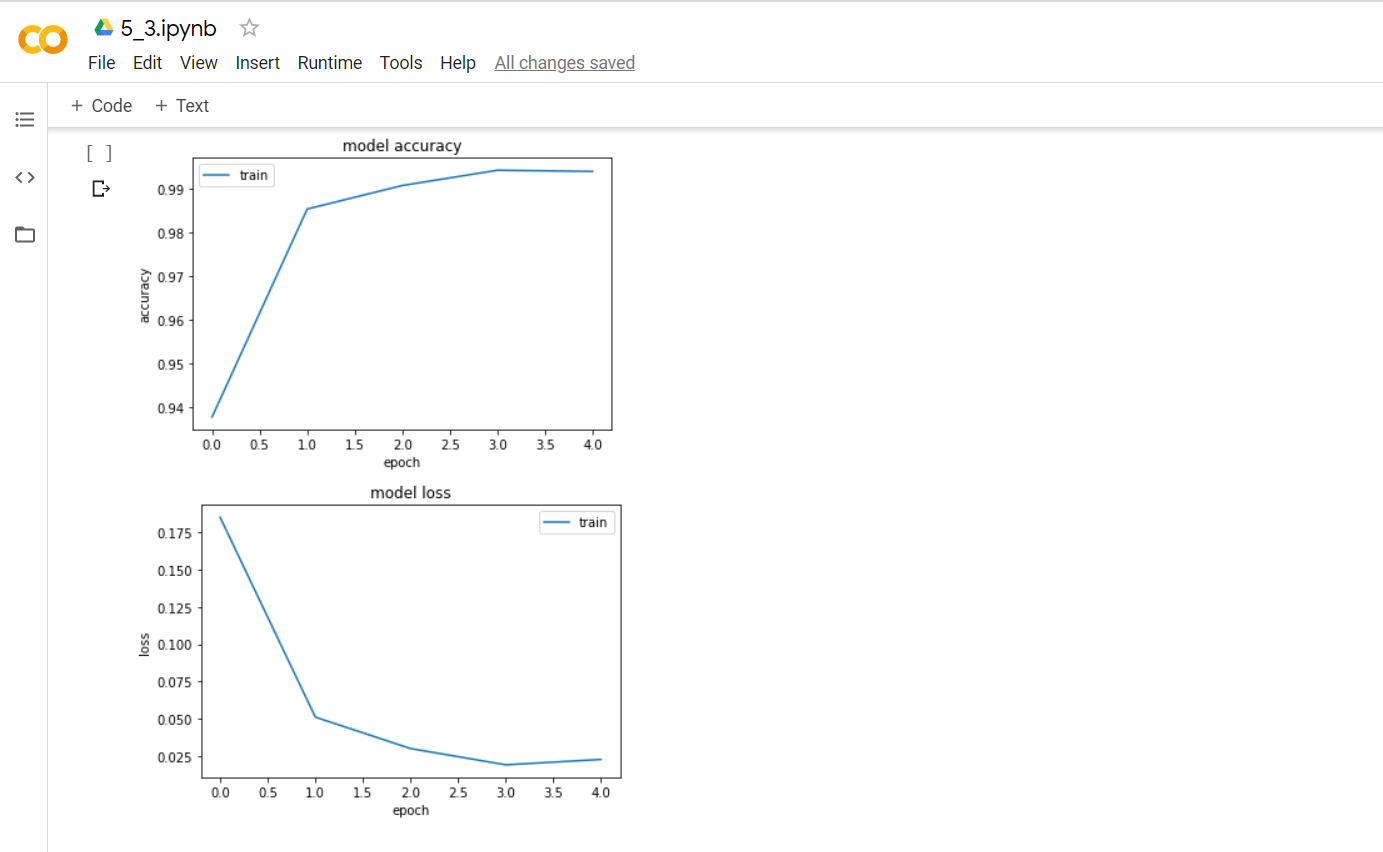 5_3.ipynb
File Edit View Insert Runtime Tools Help All changes saved
+ Code + Text
[ ]
model accuracy
train
0.99
0.98
0.97
0.96
0.95
0.94
accuracy
0.0 0.5 1.0 1.5 2.0 2.5 3.0 3.5 4.0
epoch
model loss
train
0.175
0.150
0.125
0.100
0.075
0.050
0.025
loss
0.0 0.5 1.0 1.5 2.0 2.5 3.0 3.5 4.0
epoch